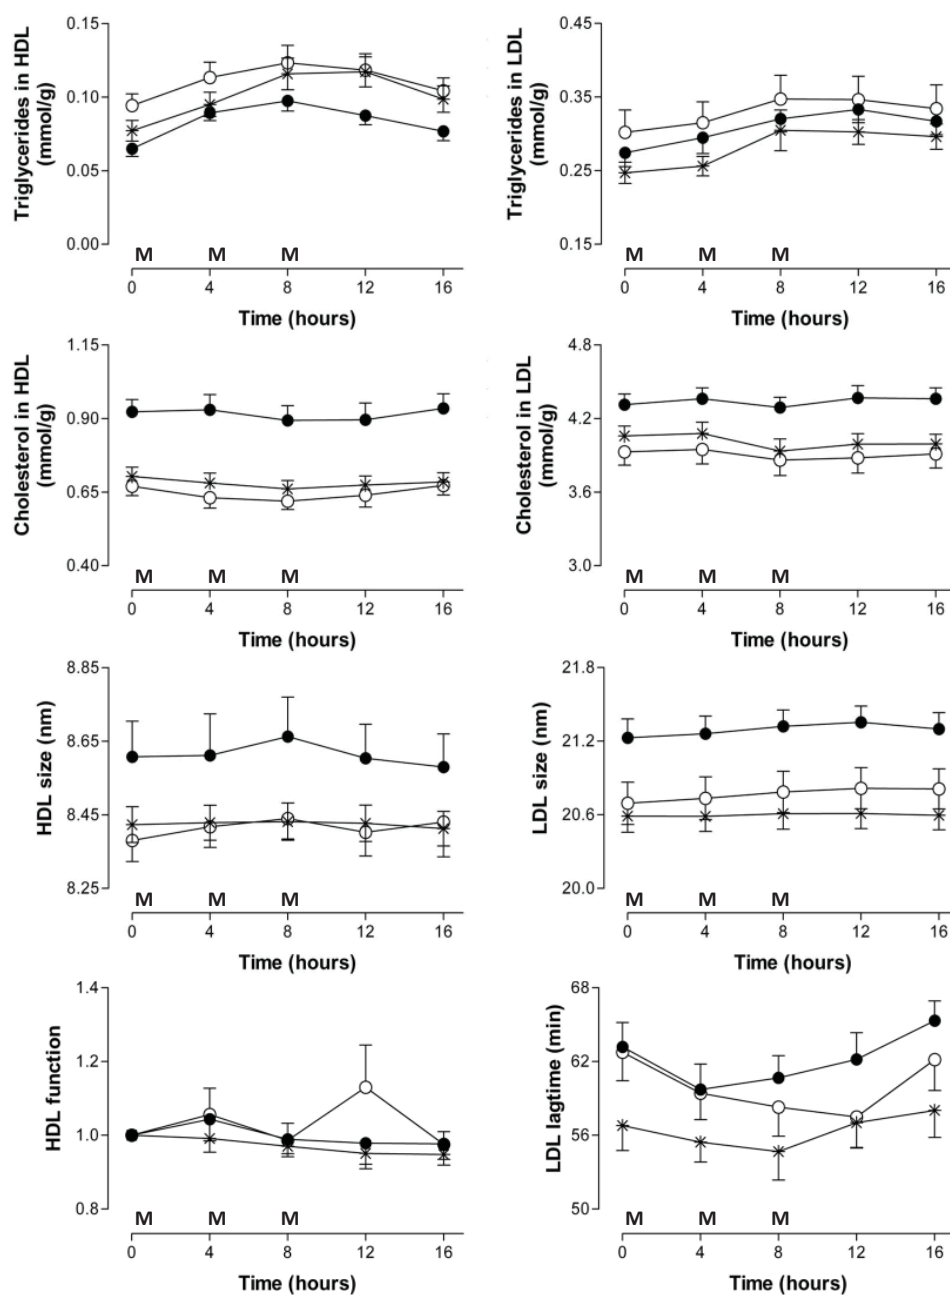 Triglycerides in HDL
(mmol/g)
0.15
0.10
0.05
0.00
M M M
0 4 8 12 16
Time (hours)
Triglycerides in LDL
(mmol/g)
0.45
0.35
0.25
0.15
M M M
0 4 8 12 16
Time (hours)
Cholesterol in HDL
(mmol/g)
1.15
0.90
0.65
0.40
M M M
0 4 8 12 16
Time (hours)
Cholesterol in LDL
(mmol/g)
4.8
4.2
3.6
3.0
M M M
0 4 8 12 16
Time (hours)
HDL size (nm)
8.85
8.65
8.45
8.25
M M M
0 4 8 12 16
Time (hours)
LDL size (nm)
21.8
21.2
20.6
20.0
M M M
0 4 8 12 16
Time (hours)
HDL function
1.4
1.2
1.0
0.8
M M M
0 4 8 12 16
Time (hours)
LDL lagtime (min)
68
62
56
50
M M M
0 4 8 12 16
Time (hours)